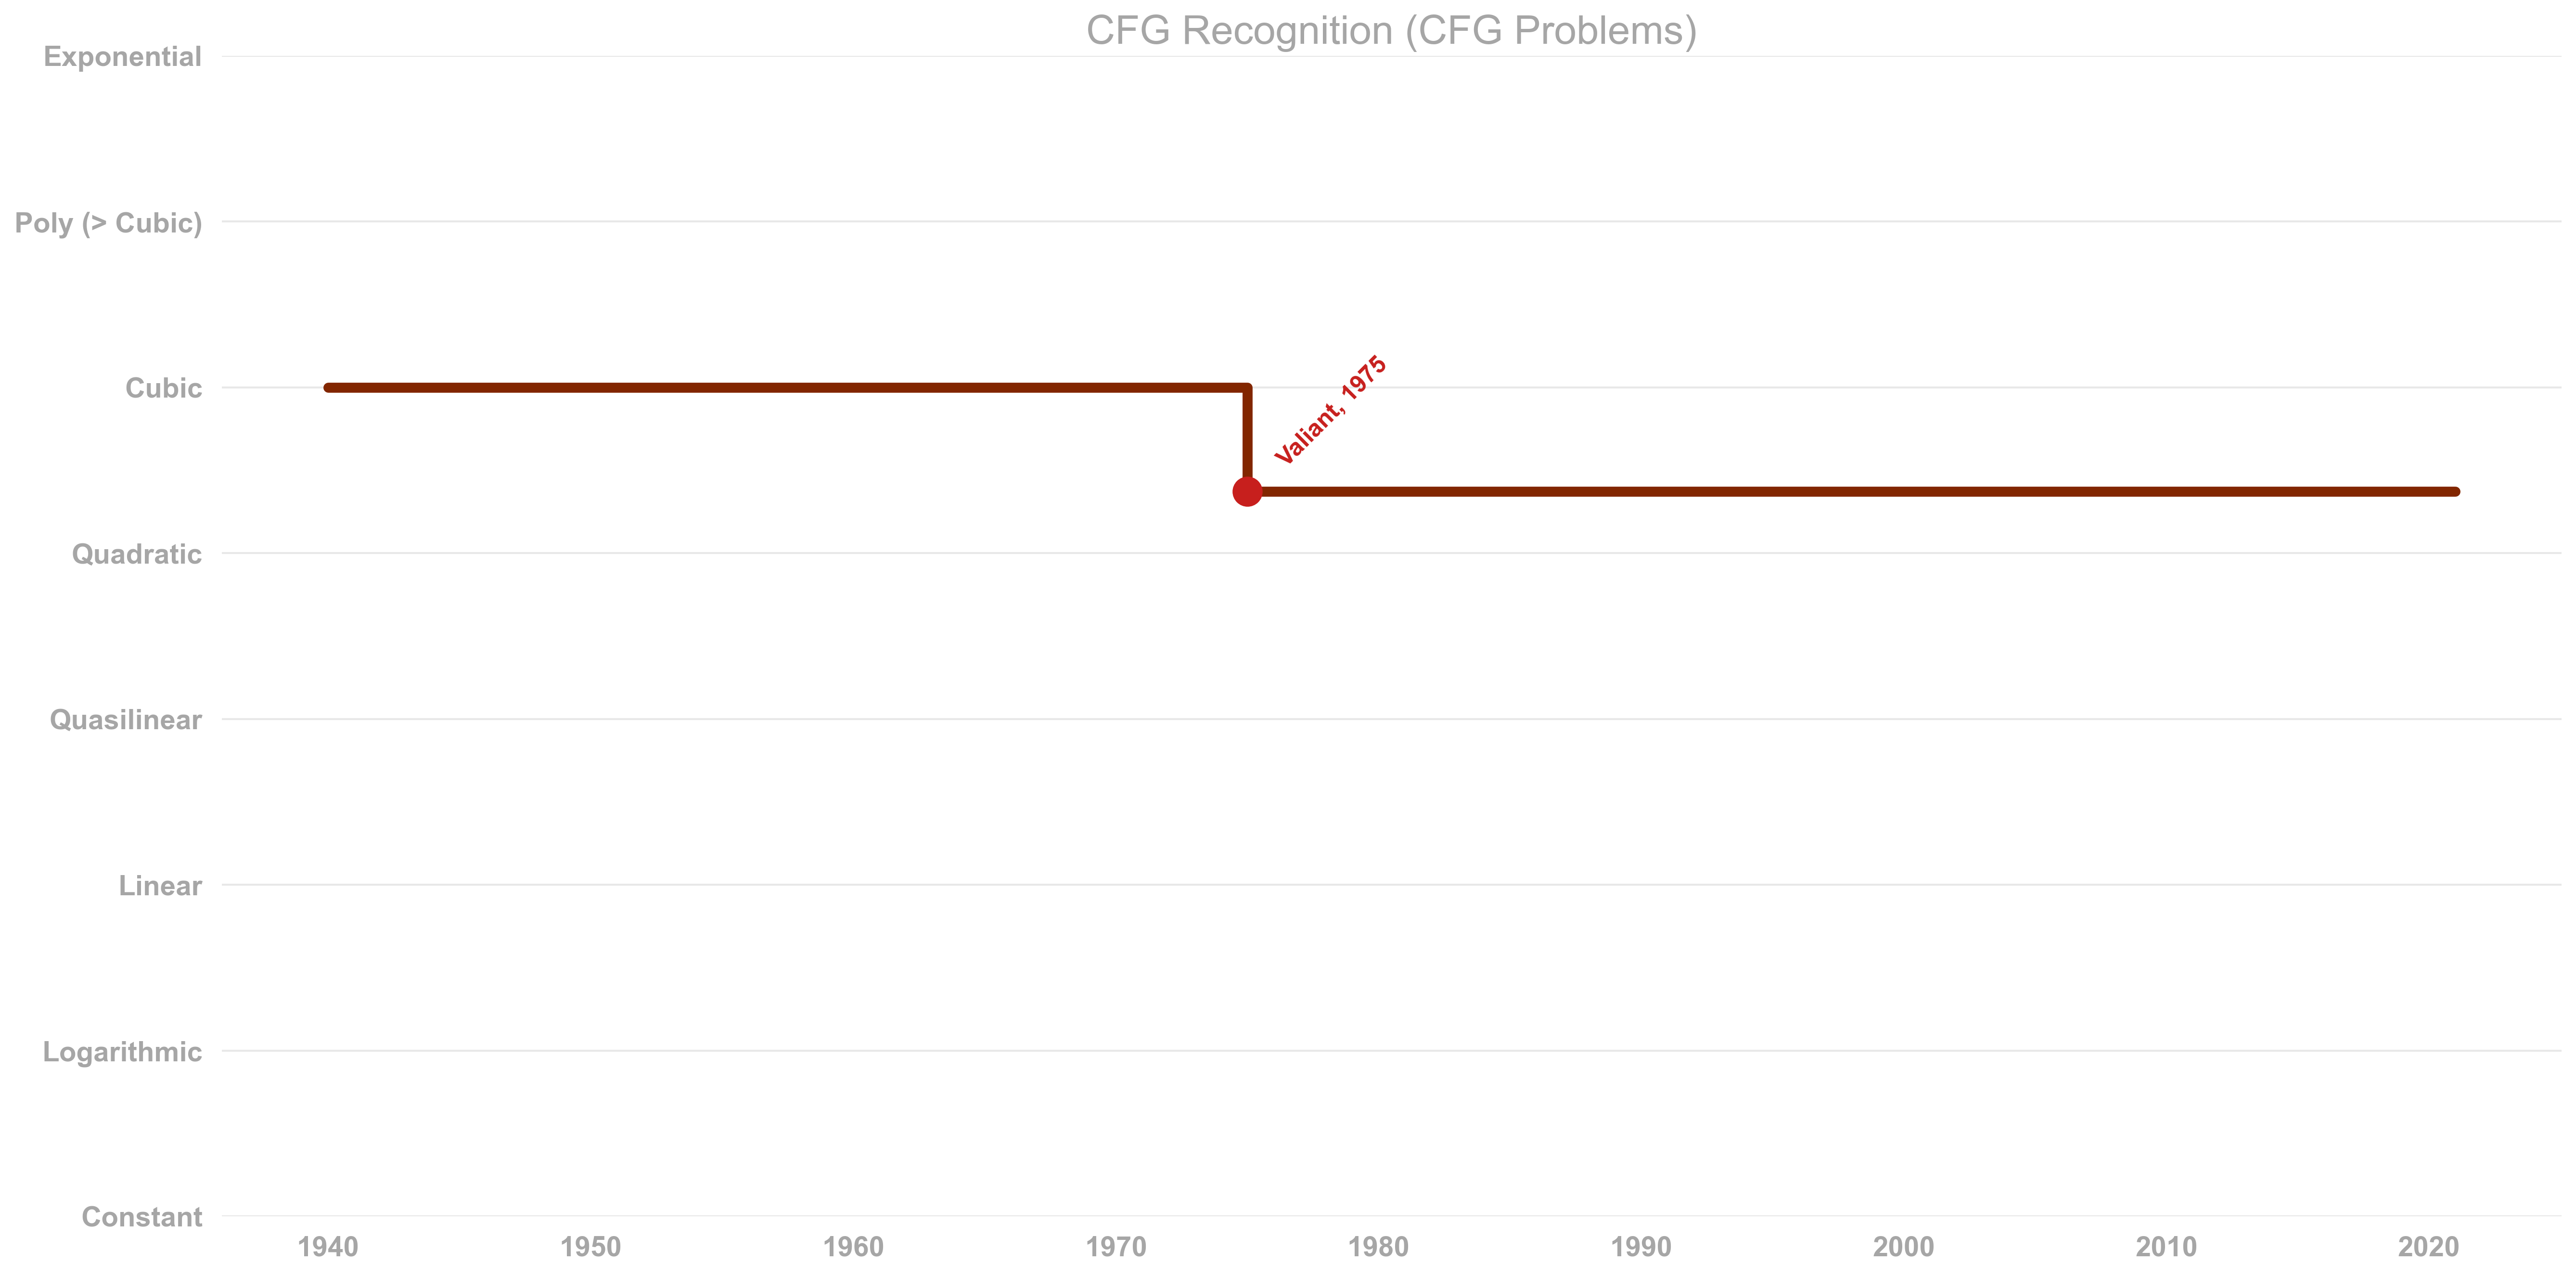 CFG Recognition (CFG Problems)
Exponential
Poly (> Cubic)
Cubic
Valiant, 1975
Quadratic
Quasilinear
Linear
Logarithmic
Constant
1940 1950 1960 1970 1980 1990 2000 2010 2020